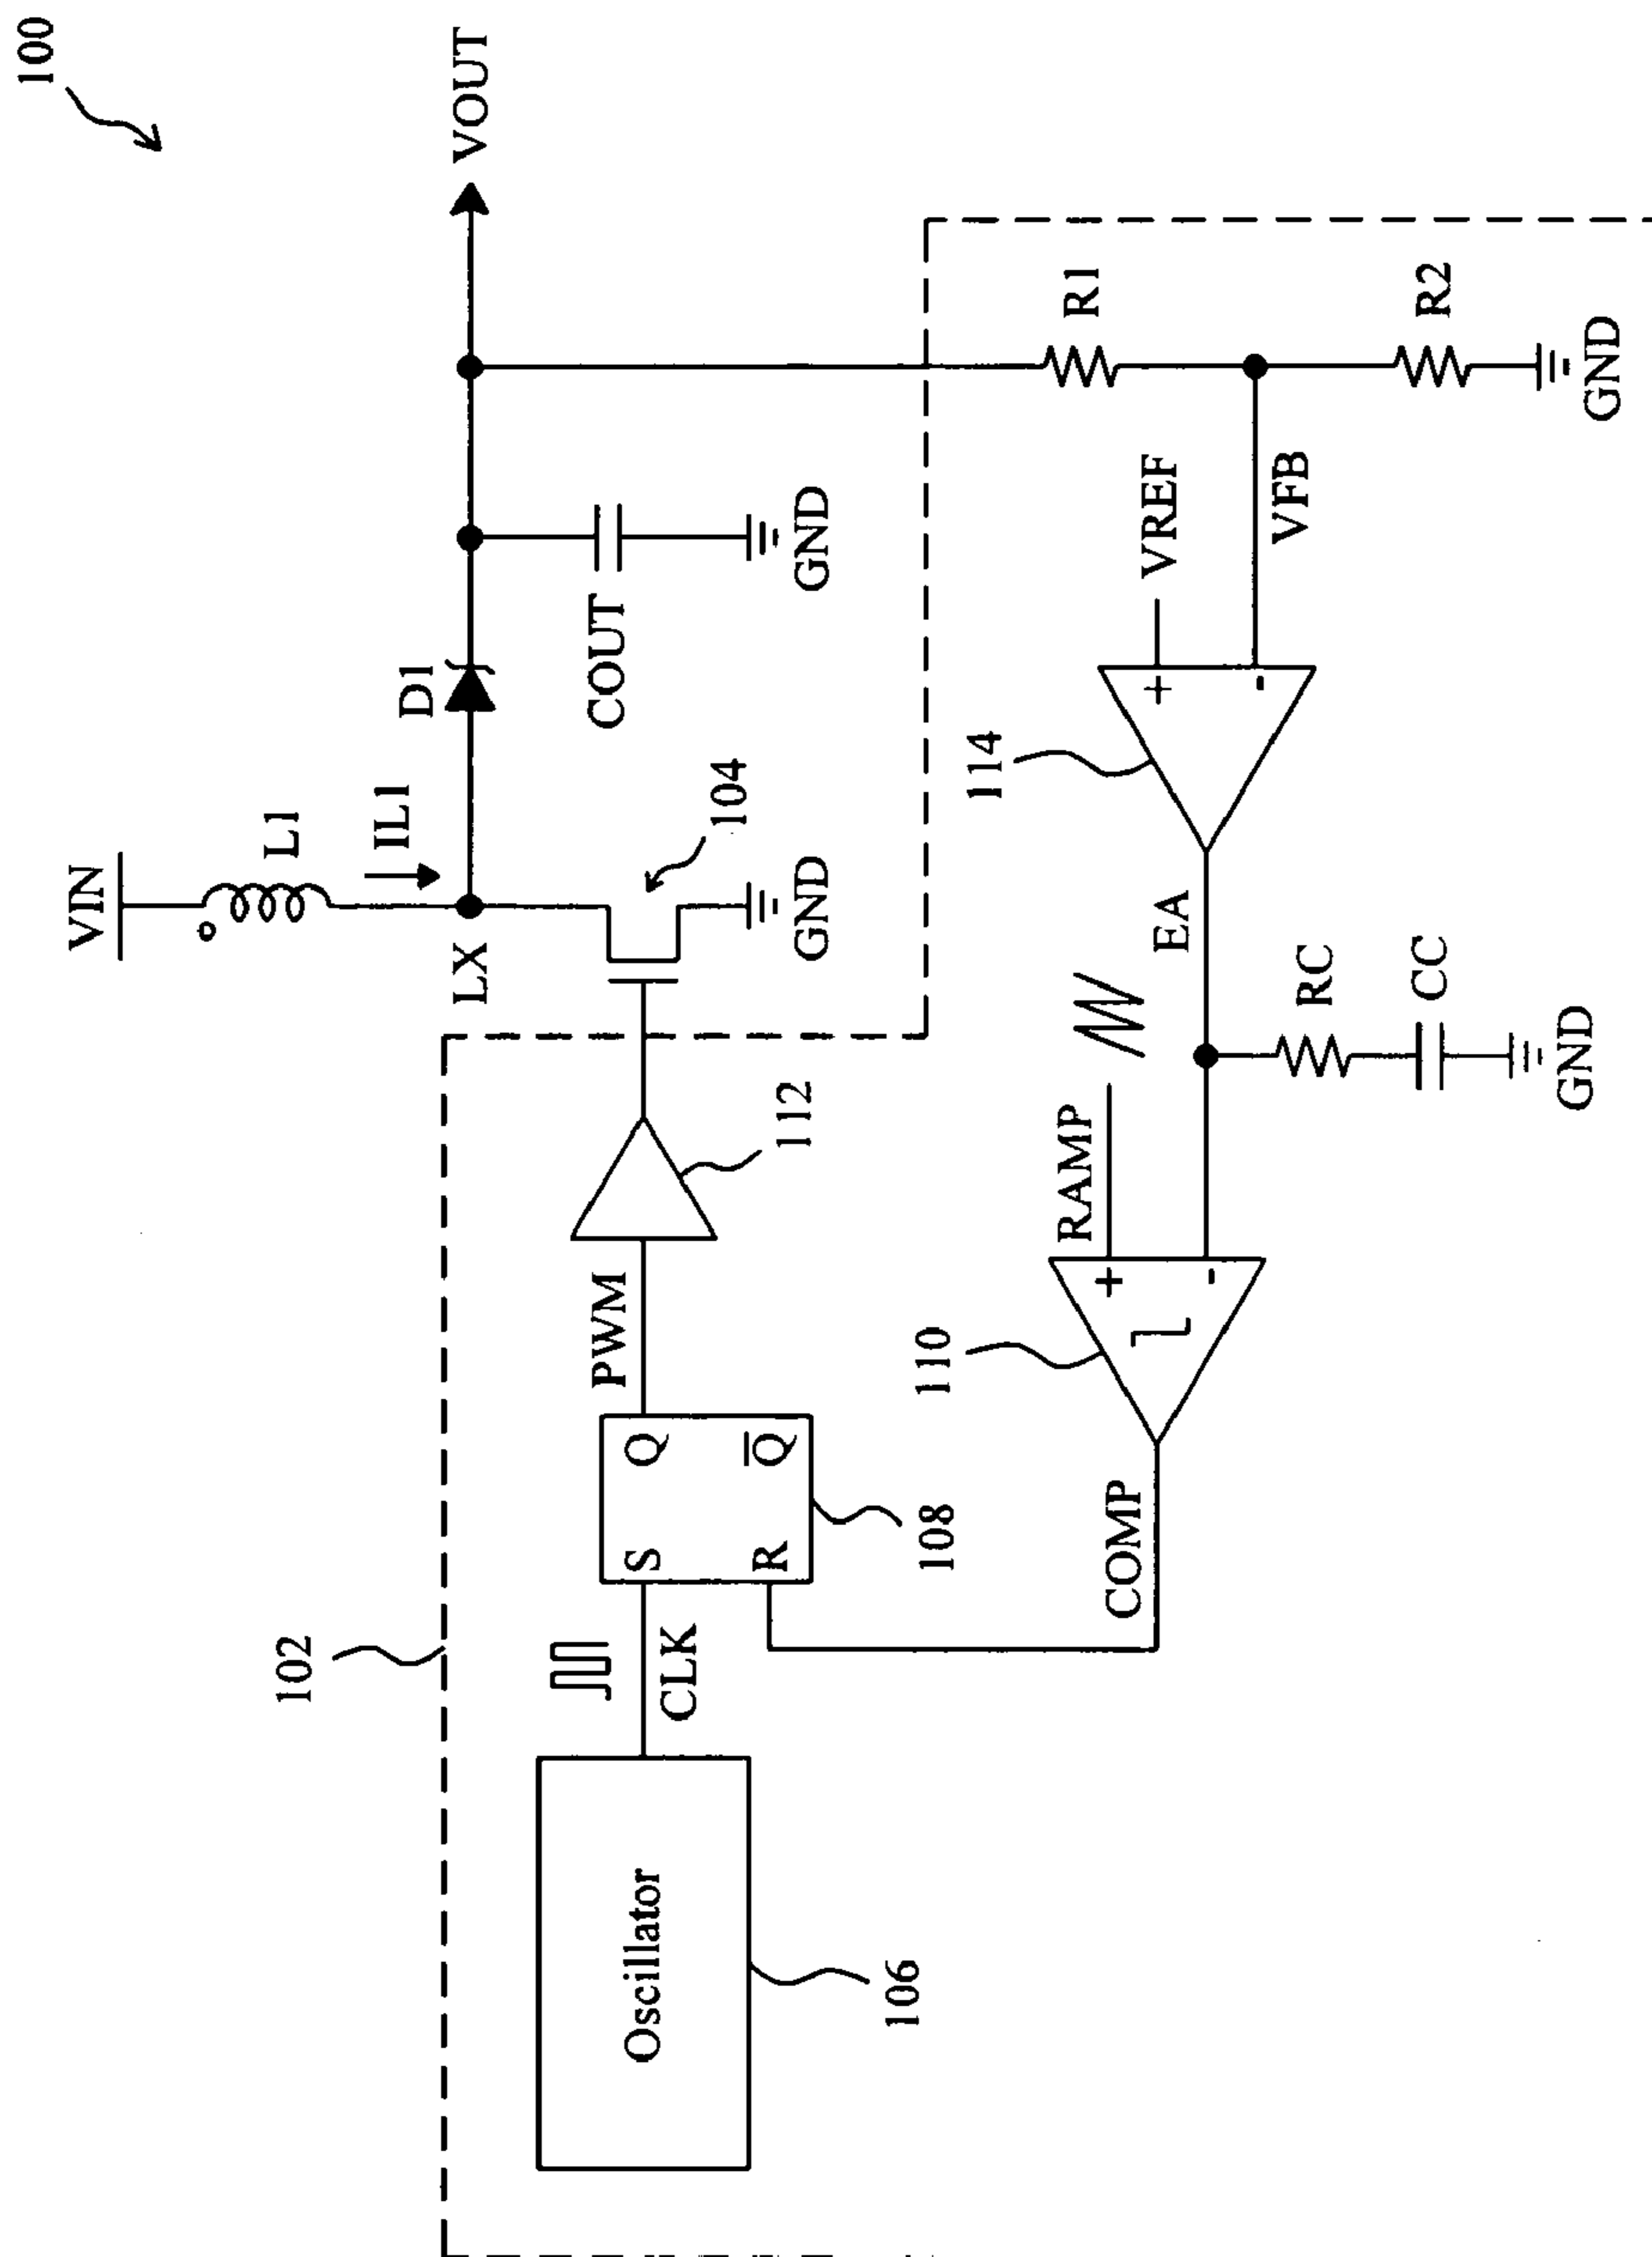 100
VIN
L1
IL1
LX
D1
VOUT
COUT
GND
104
GND
102
Oscillator
106
CLK
S
Q
R
Q̅
108
PWM
112
COMP
110
+
-
RAMP
EA
RC
CC
GND
114
+
-
VREF
VFB
R1
R2
GND